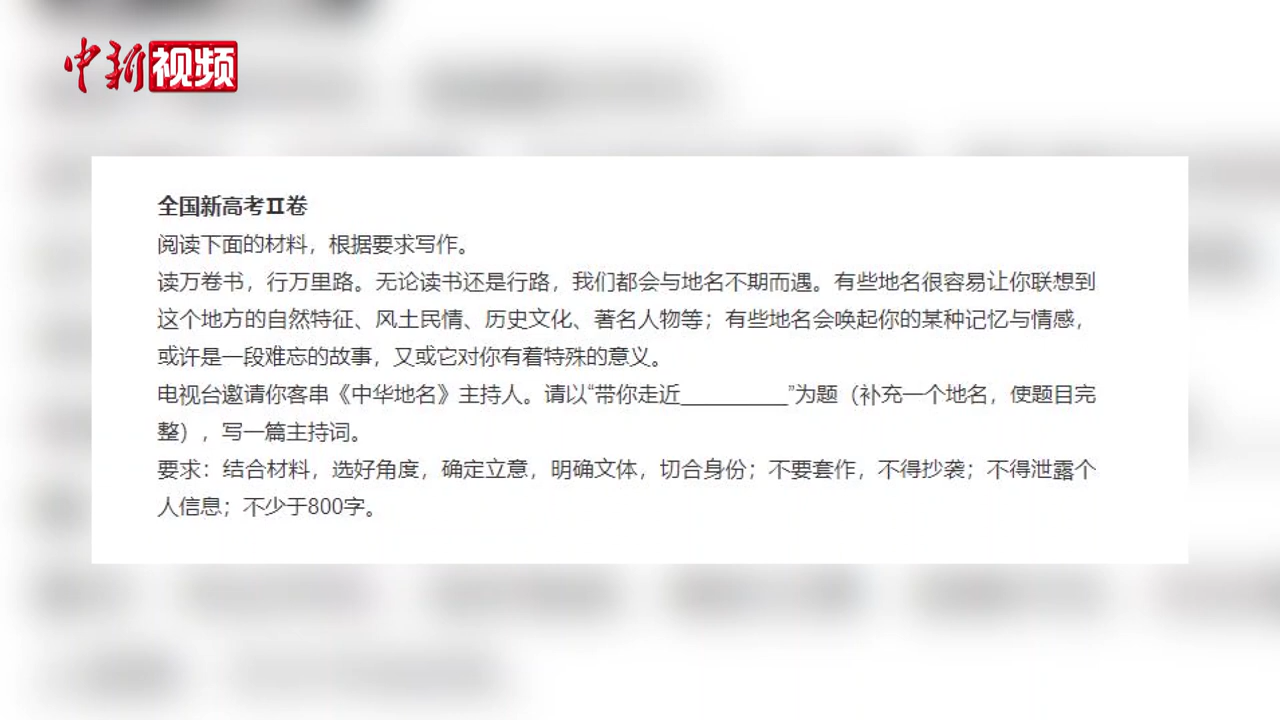 中新视频
全国新高考Ⅱ卷
阅读下面的材料，根据要求写作。
读万卷书，行万里路。无论读书还是行路，我们都会与地名不期而遇。有些地名很容易让你联想到
这个地方的自然特征、风土民情、历史文化、著名人物等；有些地名会唤起你的某种记忆与情感，
或许是一段难忘的故事，又或它对你有着特殊的意义。
电视台邀请你客串《中华地名》主持人。请以“带你走近__________”为题（补充一个地名，使题目完
整），写一篇主持词。
要求：结合材料，选好角度，确定立意，明确文体，切合身份；不要套作，不得抄袭；不得泄露个
人信息；不少于800字。